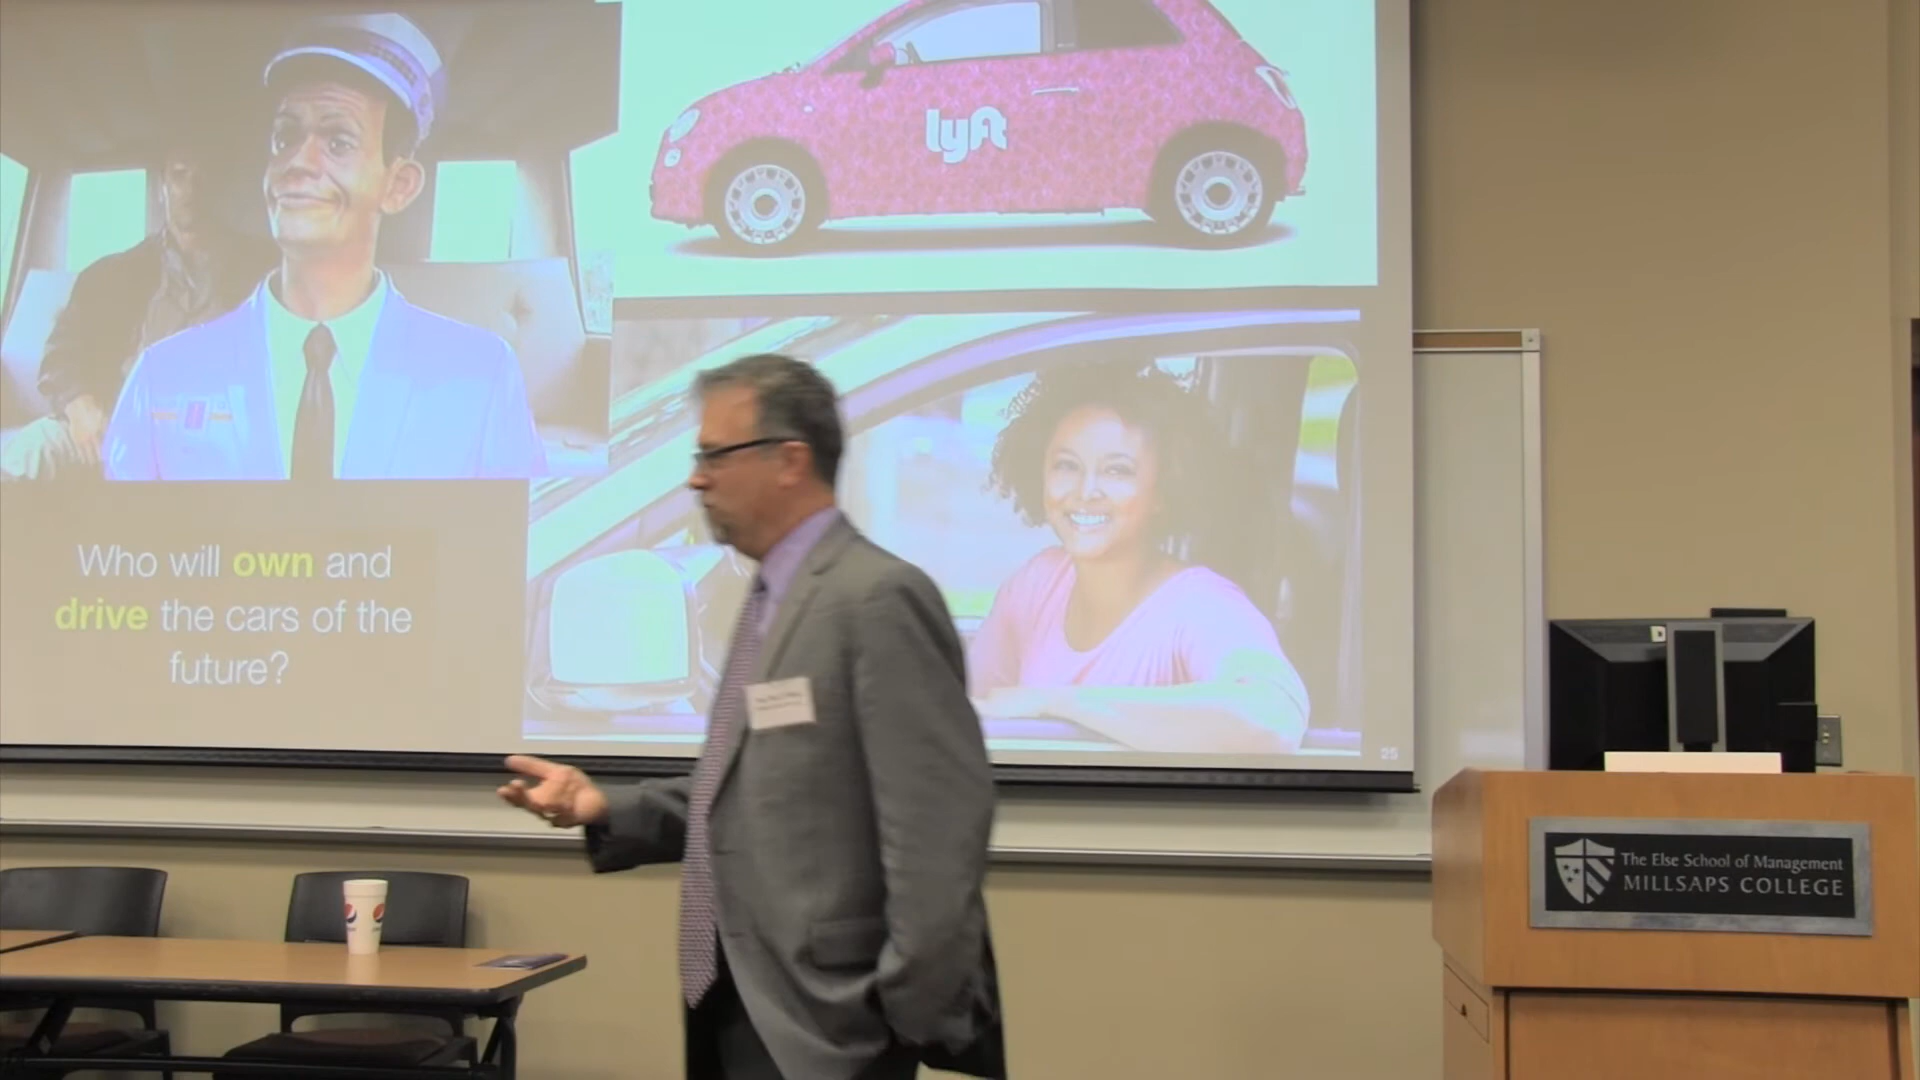 lyft
Who will own and
drive the cars of the
future?
25
The Else School of Management
MILLSAPS COLLEGE